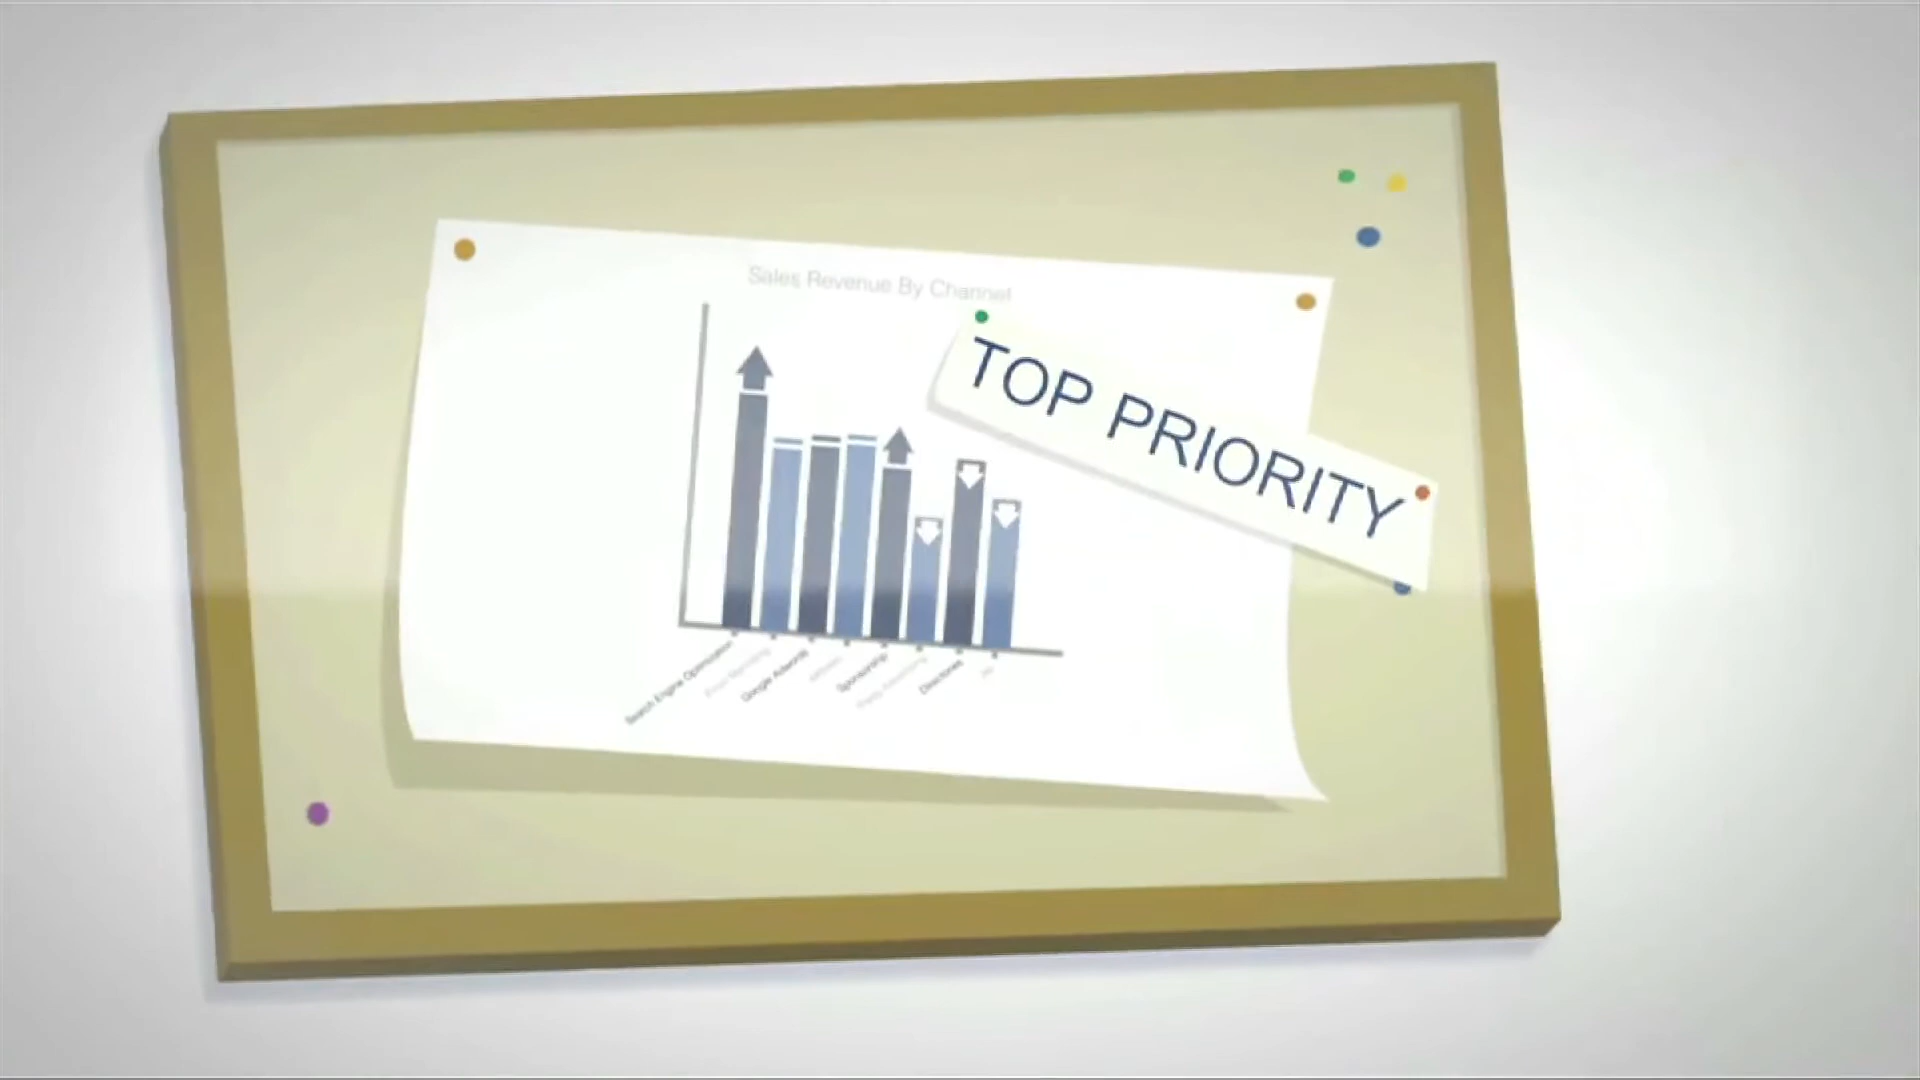 Sales Revenue By Channel
TOP PRIORITY
Search Engine Optimization
Google Adwords
Sponsorship
Directories